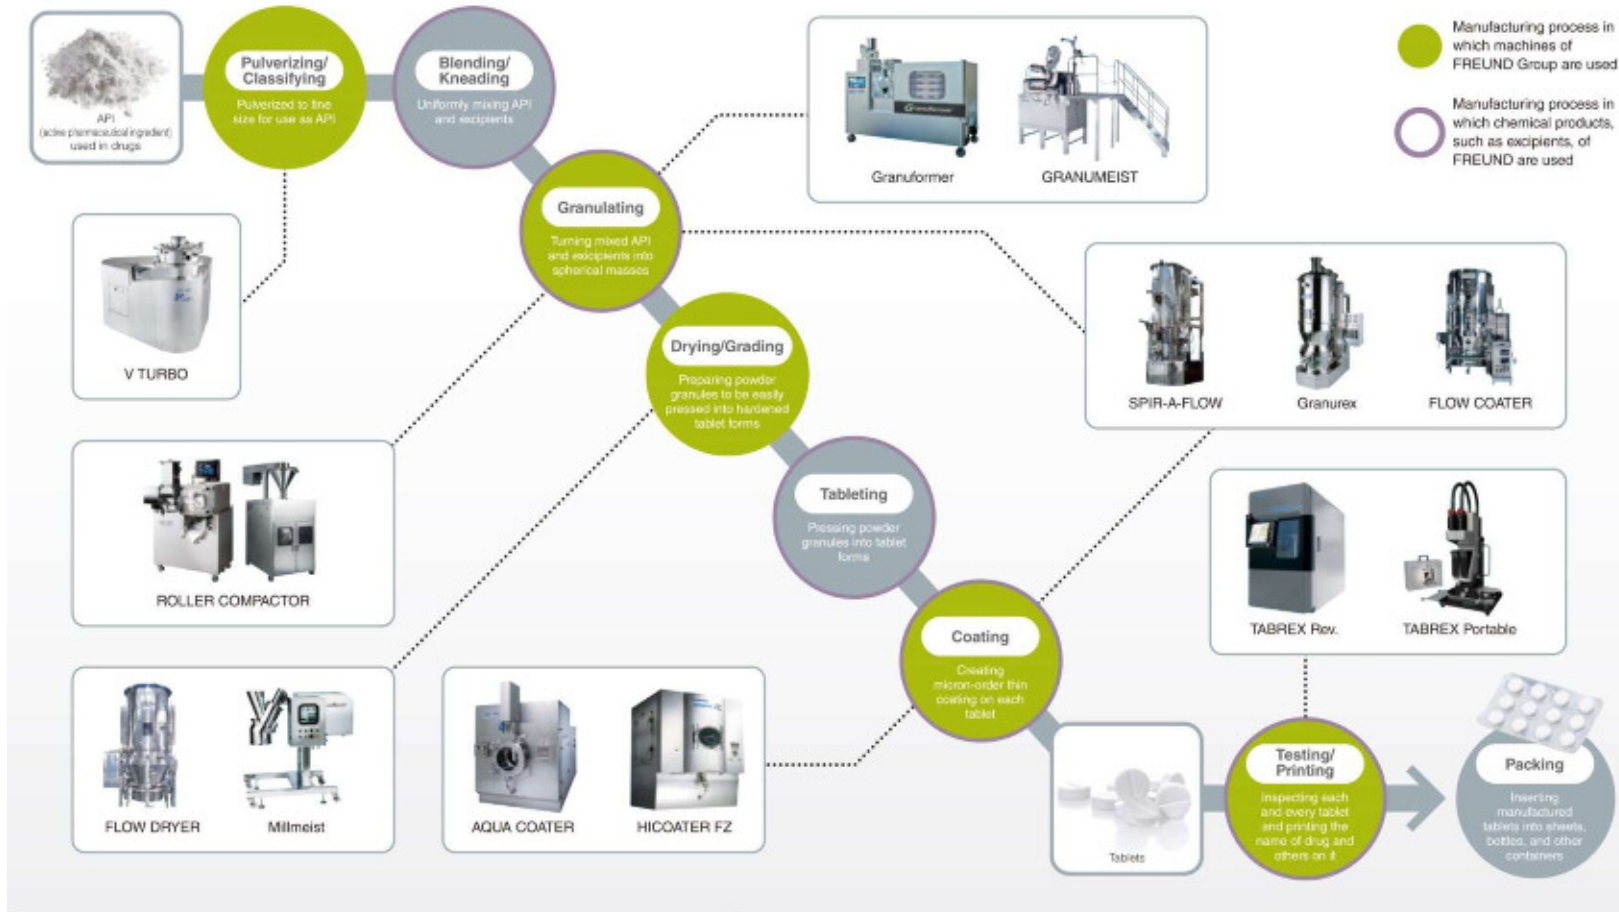 API
(active pharmaceutical ingredient)
used in drugs
Pulverizing/
Classifying
Pulverized to fine
size for use as API
Blending/
Kneading
Uniformly mixing API
and excipients
Granulating
Turning mixed API
and exicipients into
spherical masses
Drying/Grading
Preparing powder
granules to be easily
pressed into hardened
tablet forms
Tableting
Pressing powder
granules into tablet
forms
Coating
Creating
micron-order thin
coating on each
tablet
Tablets
Testing/
Printing
Inspecting each
and every tablet
and printing the
name of drug and
others on it
Packing
Inserting
manufactured
tablets into sheets,
bottles, and other
containers
Manufacturing process in
which machines of
FREUND Group are used
Manufacturing process in
which chemical products,
such as excipients, of
FREUND are used
Granuformer
Granuformer
GRANUMEIST
V TURBO
SPIR-A-FLOW
Granurex
FLOW COATER
ROLLER COMPACTOR
TABREX Rev.
TABREX Portable
FLOW DRYER
Millmeist
AQUA COATER
HICOATER FZ